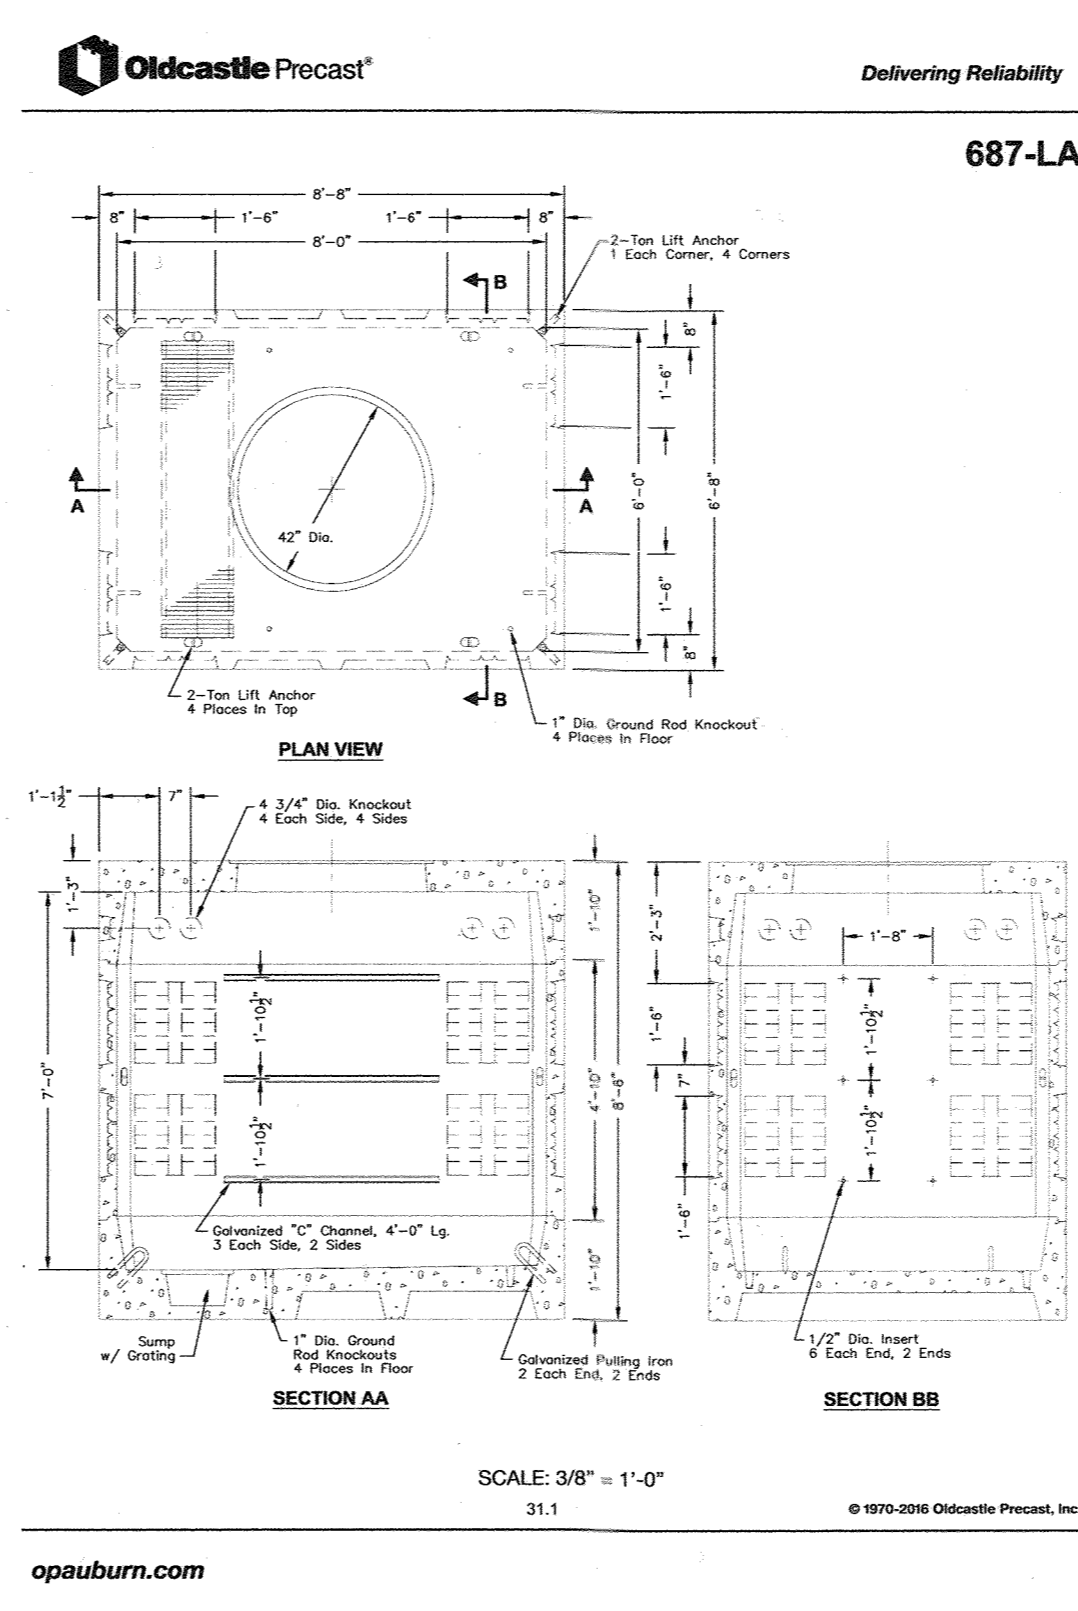 Oldcastle Precast®
Delivering Reliability
687-LA
8'-8"
8"
1'-6"
1'-6"
8"
8'-0"
2-Ton Lift Anchor
1 Each Corner, 4 Corners
B
8"
1'-6"
A
A
6'-0"
6'-8"
42" Dia.
1'-6"
8"
2-Ton Lift Anchor
4 Places In Top
B
1" Dia. Ground Rod Knockout
4 Places In Floor
PLAN VIEW
1'-1½"
7"
4 3/4" Dia. Knockout
4 Each Side, 4 Sides
1'-3"
1'-10"
2'-3"
1'-8"
1'-10½"
1'-10½"
1'-6"
7"
7'-0"
4'-10"
8'-8"
1'-10½"
1'-10½"
1'-6"
Galvanized "C" Channel, 4'-0" Lg.
3 Each Side, 2 Sides
1'-10"
Sump
w/ Grating
1" Dia. Ground
Rod Knockouts
4 Places In Floor
Galvanized Pulling Iron
2 Each End, 2 Ends
1/2" Dia. Insert
6 Each End, 2 Ends
SECTION AA
SECTION BB
SCALE: 3/8" = 1'-0"
31.1
© 1970-2016 Oldcastle Precast, Inc
opauburn.com